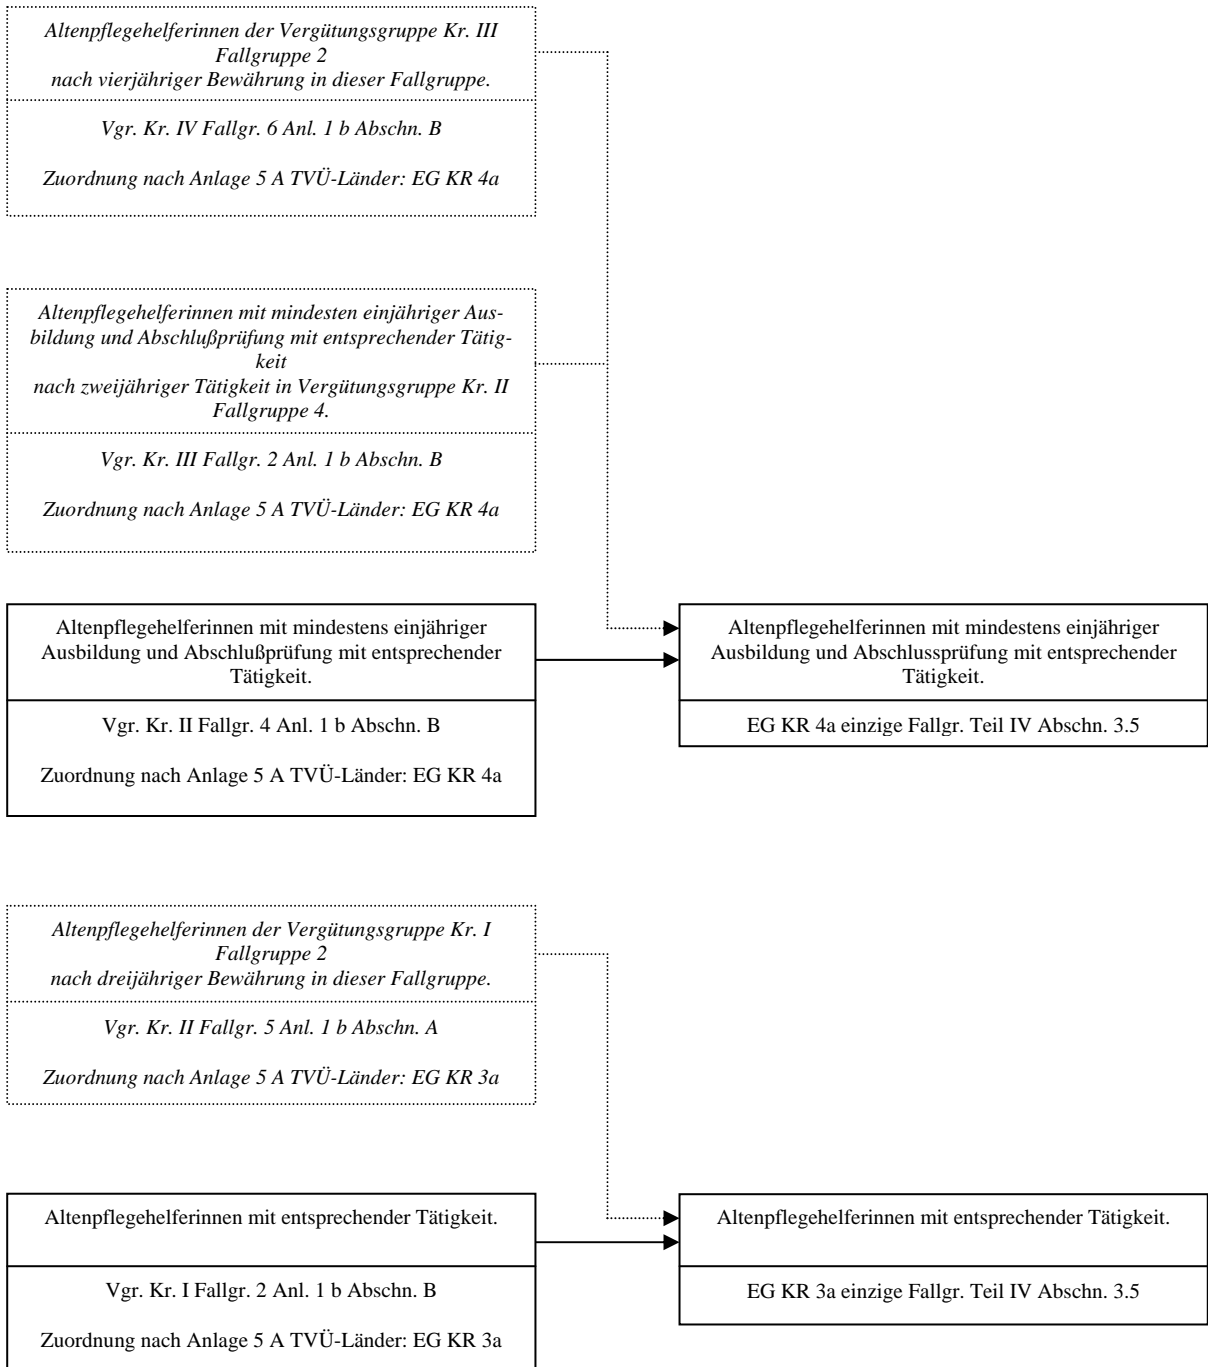 Altenpflegehelferinnen der Vergütungsgruppe Kr. III
Fallgruppe 2
nach vierjähriger Bewährung in dieser Fallgruppe.
Vgr. Kr. IV Fallgr. 6 Anl. 1 b Abschn. B
Zuordnung nach Anlage 5 A TVÜ-Länder: EG KR 4a
Altenpflegehelferinnen mit mindesten einjähriger Aus-
bildung und Abschlußprüfung mit entsprechender Tätig-
keit
nach zweijähriger Tätigkeit in Vergütungsgruppe Kr. II
Fallgruppe 4.
Vgr. Kr. III Fallgr. 2 Anl. 1 b Abschn. B
Zuordnung nach Anlage 5 A TVÜ-Länder: EG KR 4a
Altenpflegehelferinnen mit mindestens einjähriger
Ausbildung und Abschlußprüfung mit entsprechender
Tätigkeit.
Vgr. Kr. II Fallgr. 4 Anl. 1 b Abschn. B
Zuordnung nach Anlage 5 A TVÜ-Länder: EG KR 4a
Altenpflegehelferinnen mit mindestens einjähriger
Ausbildung und Abschlussprüfung mit entsprechender
Tätigkeit.
EG KR 4a einzige Fallgr. Teil IV Abschn. 3.5
Altenpflegehelferinnen der Vergütungsgruppe Kr. I
Fallgruppe 2
nach dreijähriger Bewährung in dieser Fallgruppe.
Vgr. Kr. II Fallgr. 5 Anl. 1 b Abschn. A
Zuordnung nach Anlage 5 A TVÜ-Länder: EG KR 3a
Altenpflegehelferinnen mit entsprechender Tätigkeit.
Vgr. Kr. I Fallgr. 2 Anl. 1 b Abschn. B
Zuordnung nach Anlage 5 A TVÜ-Länder: EG KR 3a
Altenpflegehelferinnen mit entsprechender Tätigkeit.
EG KR 3a einzige Fallgr. Teil IV Abschn. 3.5